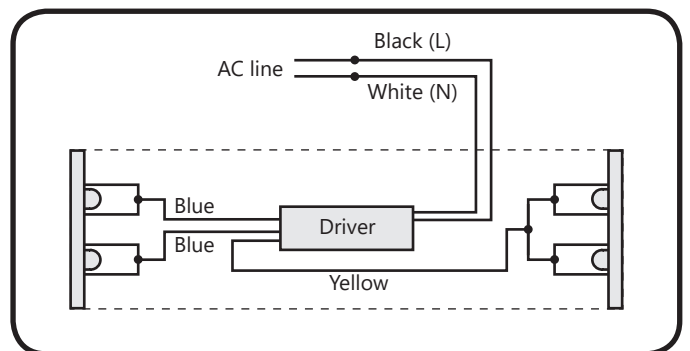 Black (L)
AC line
White (N)
Blue
Driver
Blue
Yellow